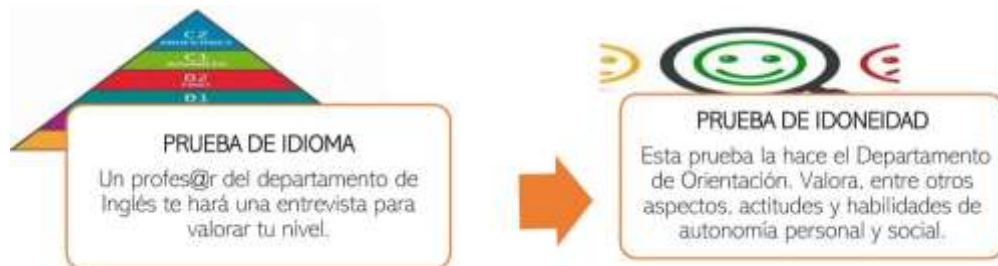 C2
C1
B2
B1
PRUEBA DE IDIOMA
Un profes@r del departamento de
Inglés te hará una entrevista para
valorar tu nivel.
PRUEBA DE IDONEIDAD
Esta prueba la hace el Departamento
de Orientación. Valora, entre otros
aspectos, actitudes y habilidades de
autonomía personal y social.